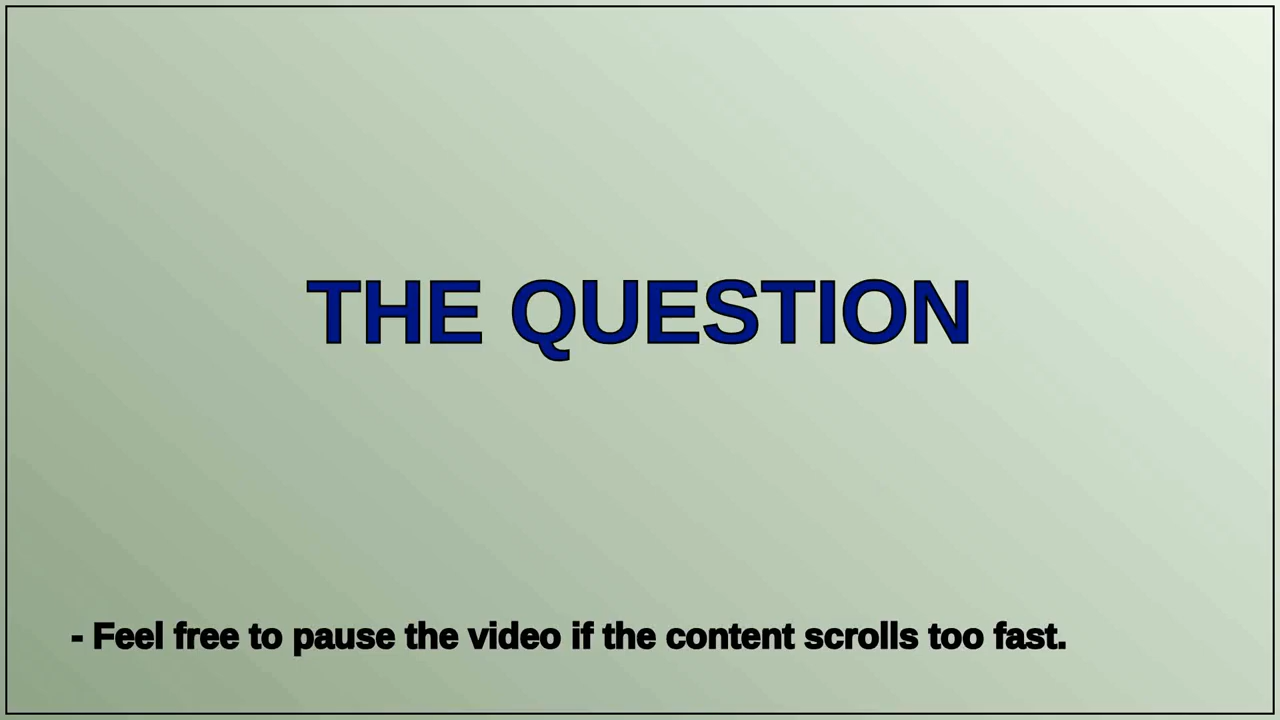 THE QUESTION
- Feel free to pause the video if the content scrolls too fast.